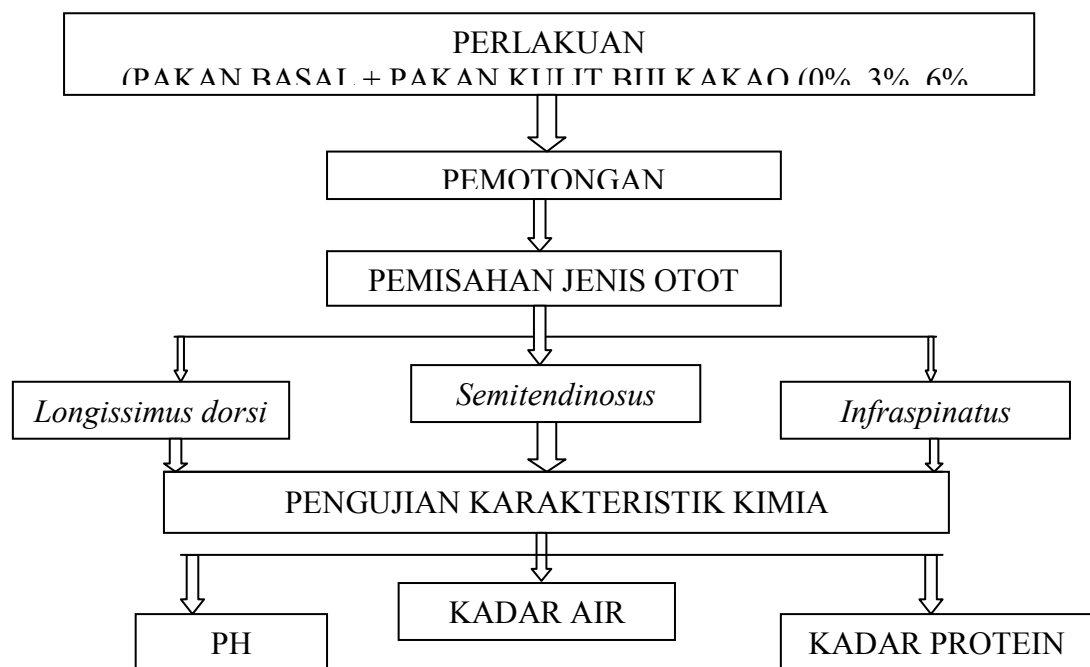 PERLAKUAN
(PAKAN BASAL + PAKAN KULIT BIJI KAKAO (0%, 3%, 6%
PEMOTONGAN
PEMISAHAN JENIS OTOT
Longissimus dorsi
Semitendinosus
Infraspinatus
PENGUJIAN KARAKTERISTIK KIMIA
PH
KADAR AIR
KADAR PROTEIN